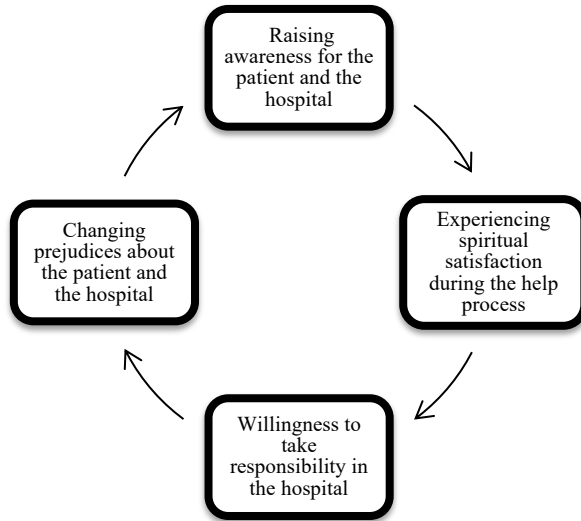 Raising
awareness for the
patient and the
hospital
Experiencing
spiritual
satisfaction
during the help
process
Willingness to
take
responsibility in
the hospital
Changing
prejudices about
the patient and
the hospital